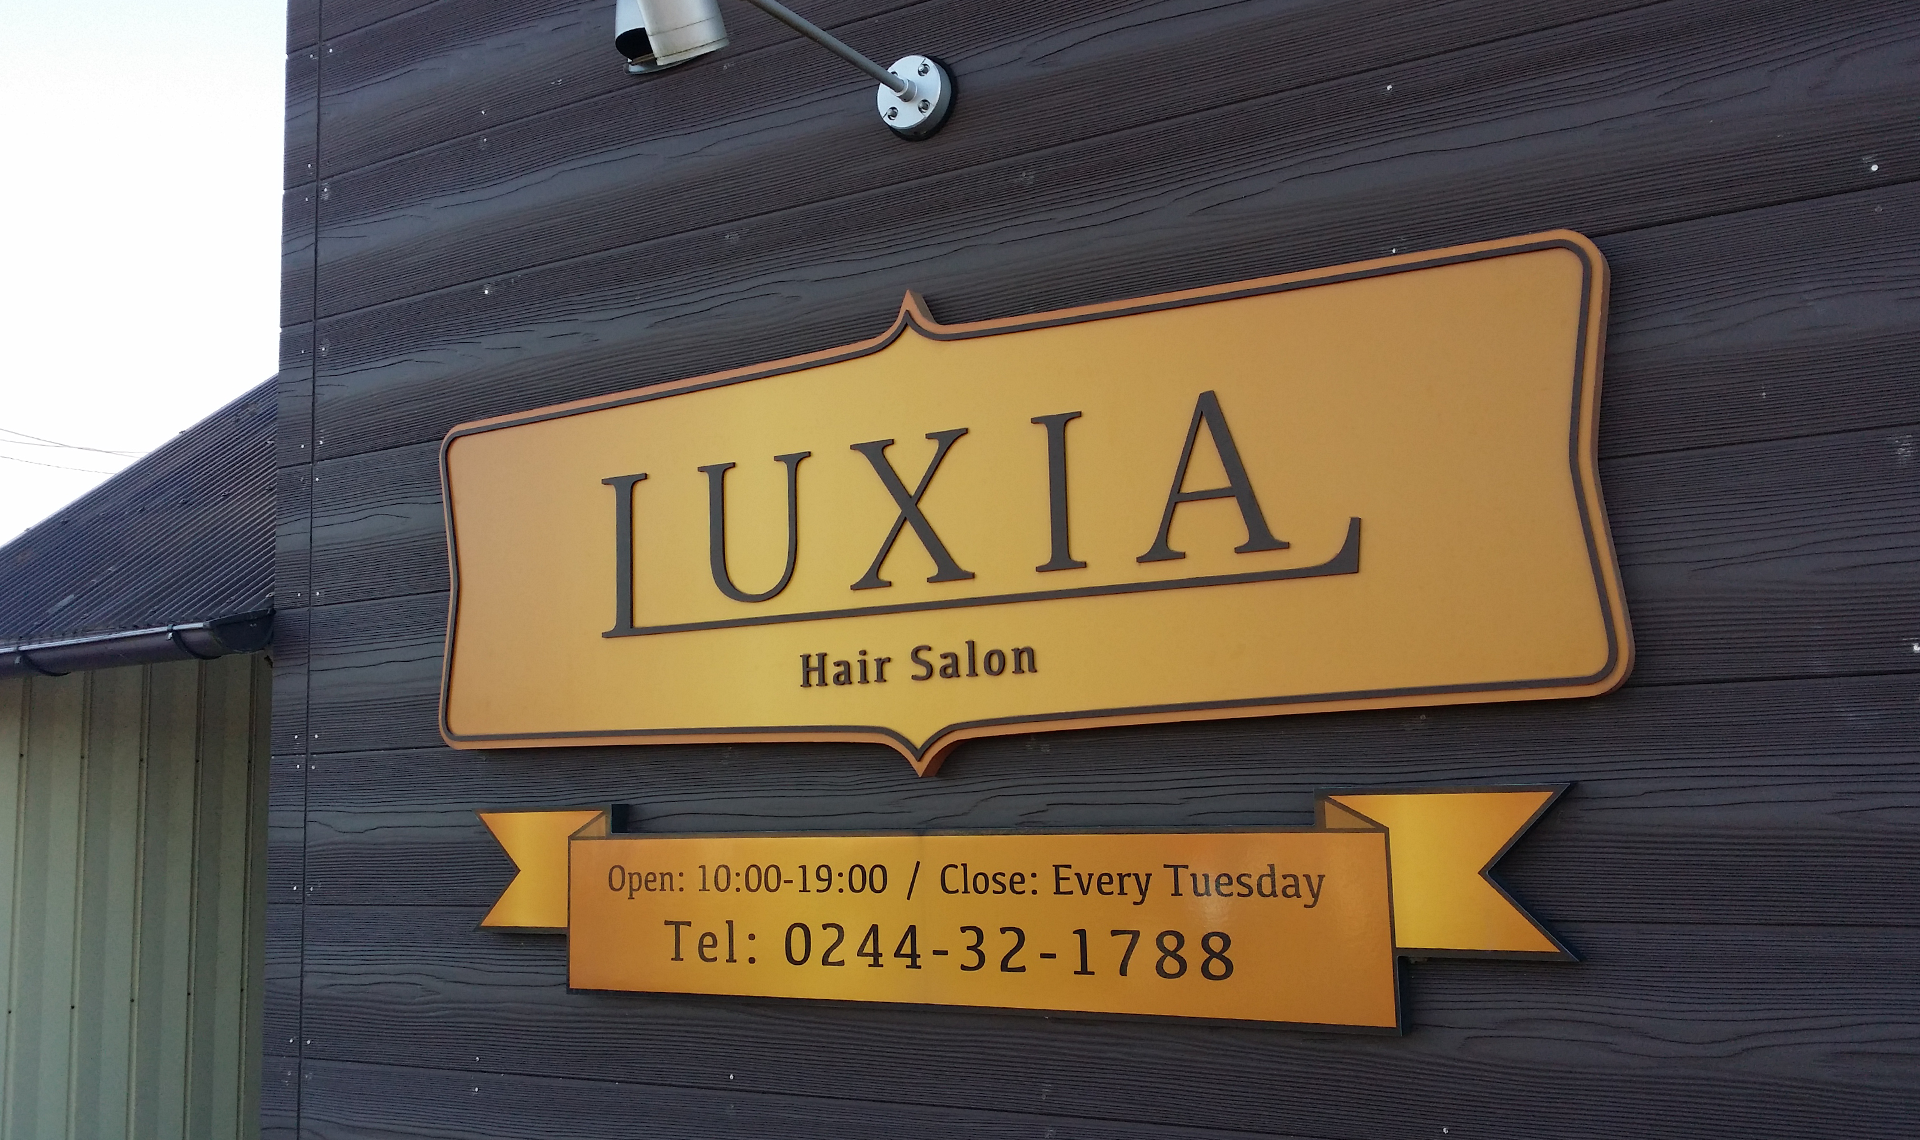 LUXIA
Hair Salon
Open: 10:00-19:00 / Close: Every Tuesday
Tel: 0244-32-1788